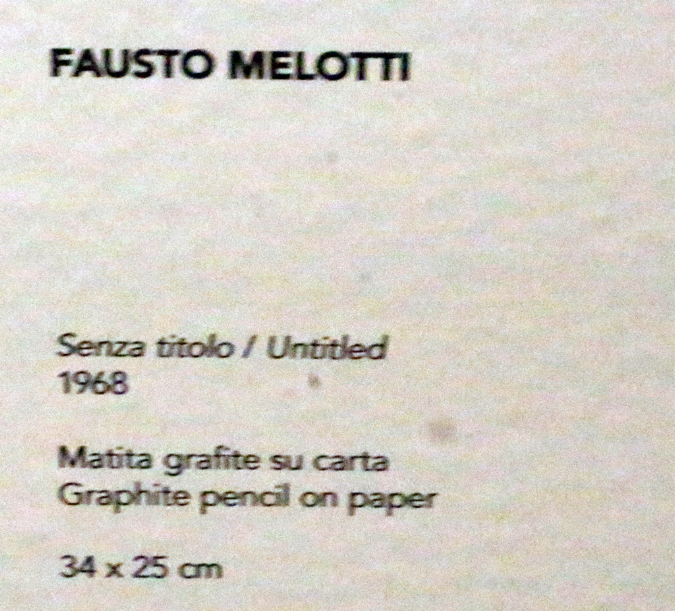 FAUSTO MELOTTI
Senza titolo / Untitled
1968
Matita grafite su carta
Graphite pencil on paper
34 x 25 cm